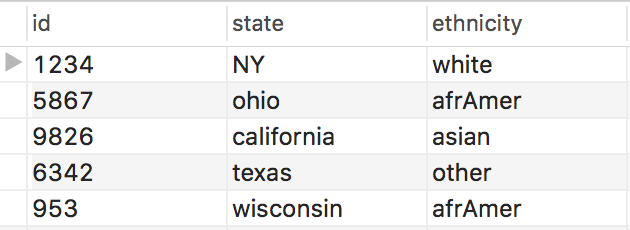 id state ethnicity
1234 NY white
5867 ohio afrAmer
9826 california asian
6342 texas other
953 wisconsin afrAmer